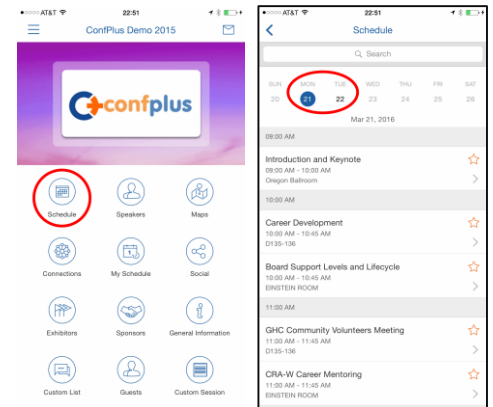 AT&T 22:51
ConfPlus Demo 2015
confplus
Schedule Speakers Maps
Connections My Schedule Social
Exhibitors Sponsors General Information
Custom List Guests Custom Session
AT&T 22:51
Schedule
Search
SUN MON TUE WED THU FRI SAT
20 21 22 23 24 25 26
Mar 21, 2016
09:00 AM
Introduction and Keynote
09:00 AM - 10:00 AM
Oregon Ballroom
10:00 AM
Career Development
10:00 AM - 10:45 AM
D135-136
Board Support Levels and Lifecycle
10:00 AM - 10:45 AM
EINSTEIN ROOM
11:00 AM
GHC Community Volunteers Meeting
11:00 AM - 11:45 AM
D135-136
CRA-W Career Mentoring
11:00 AM - 11:45 AM
EINSTEIN ROOM